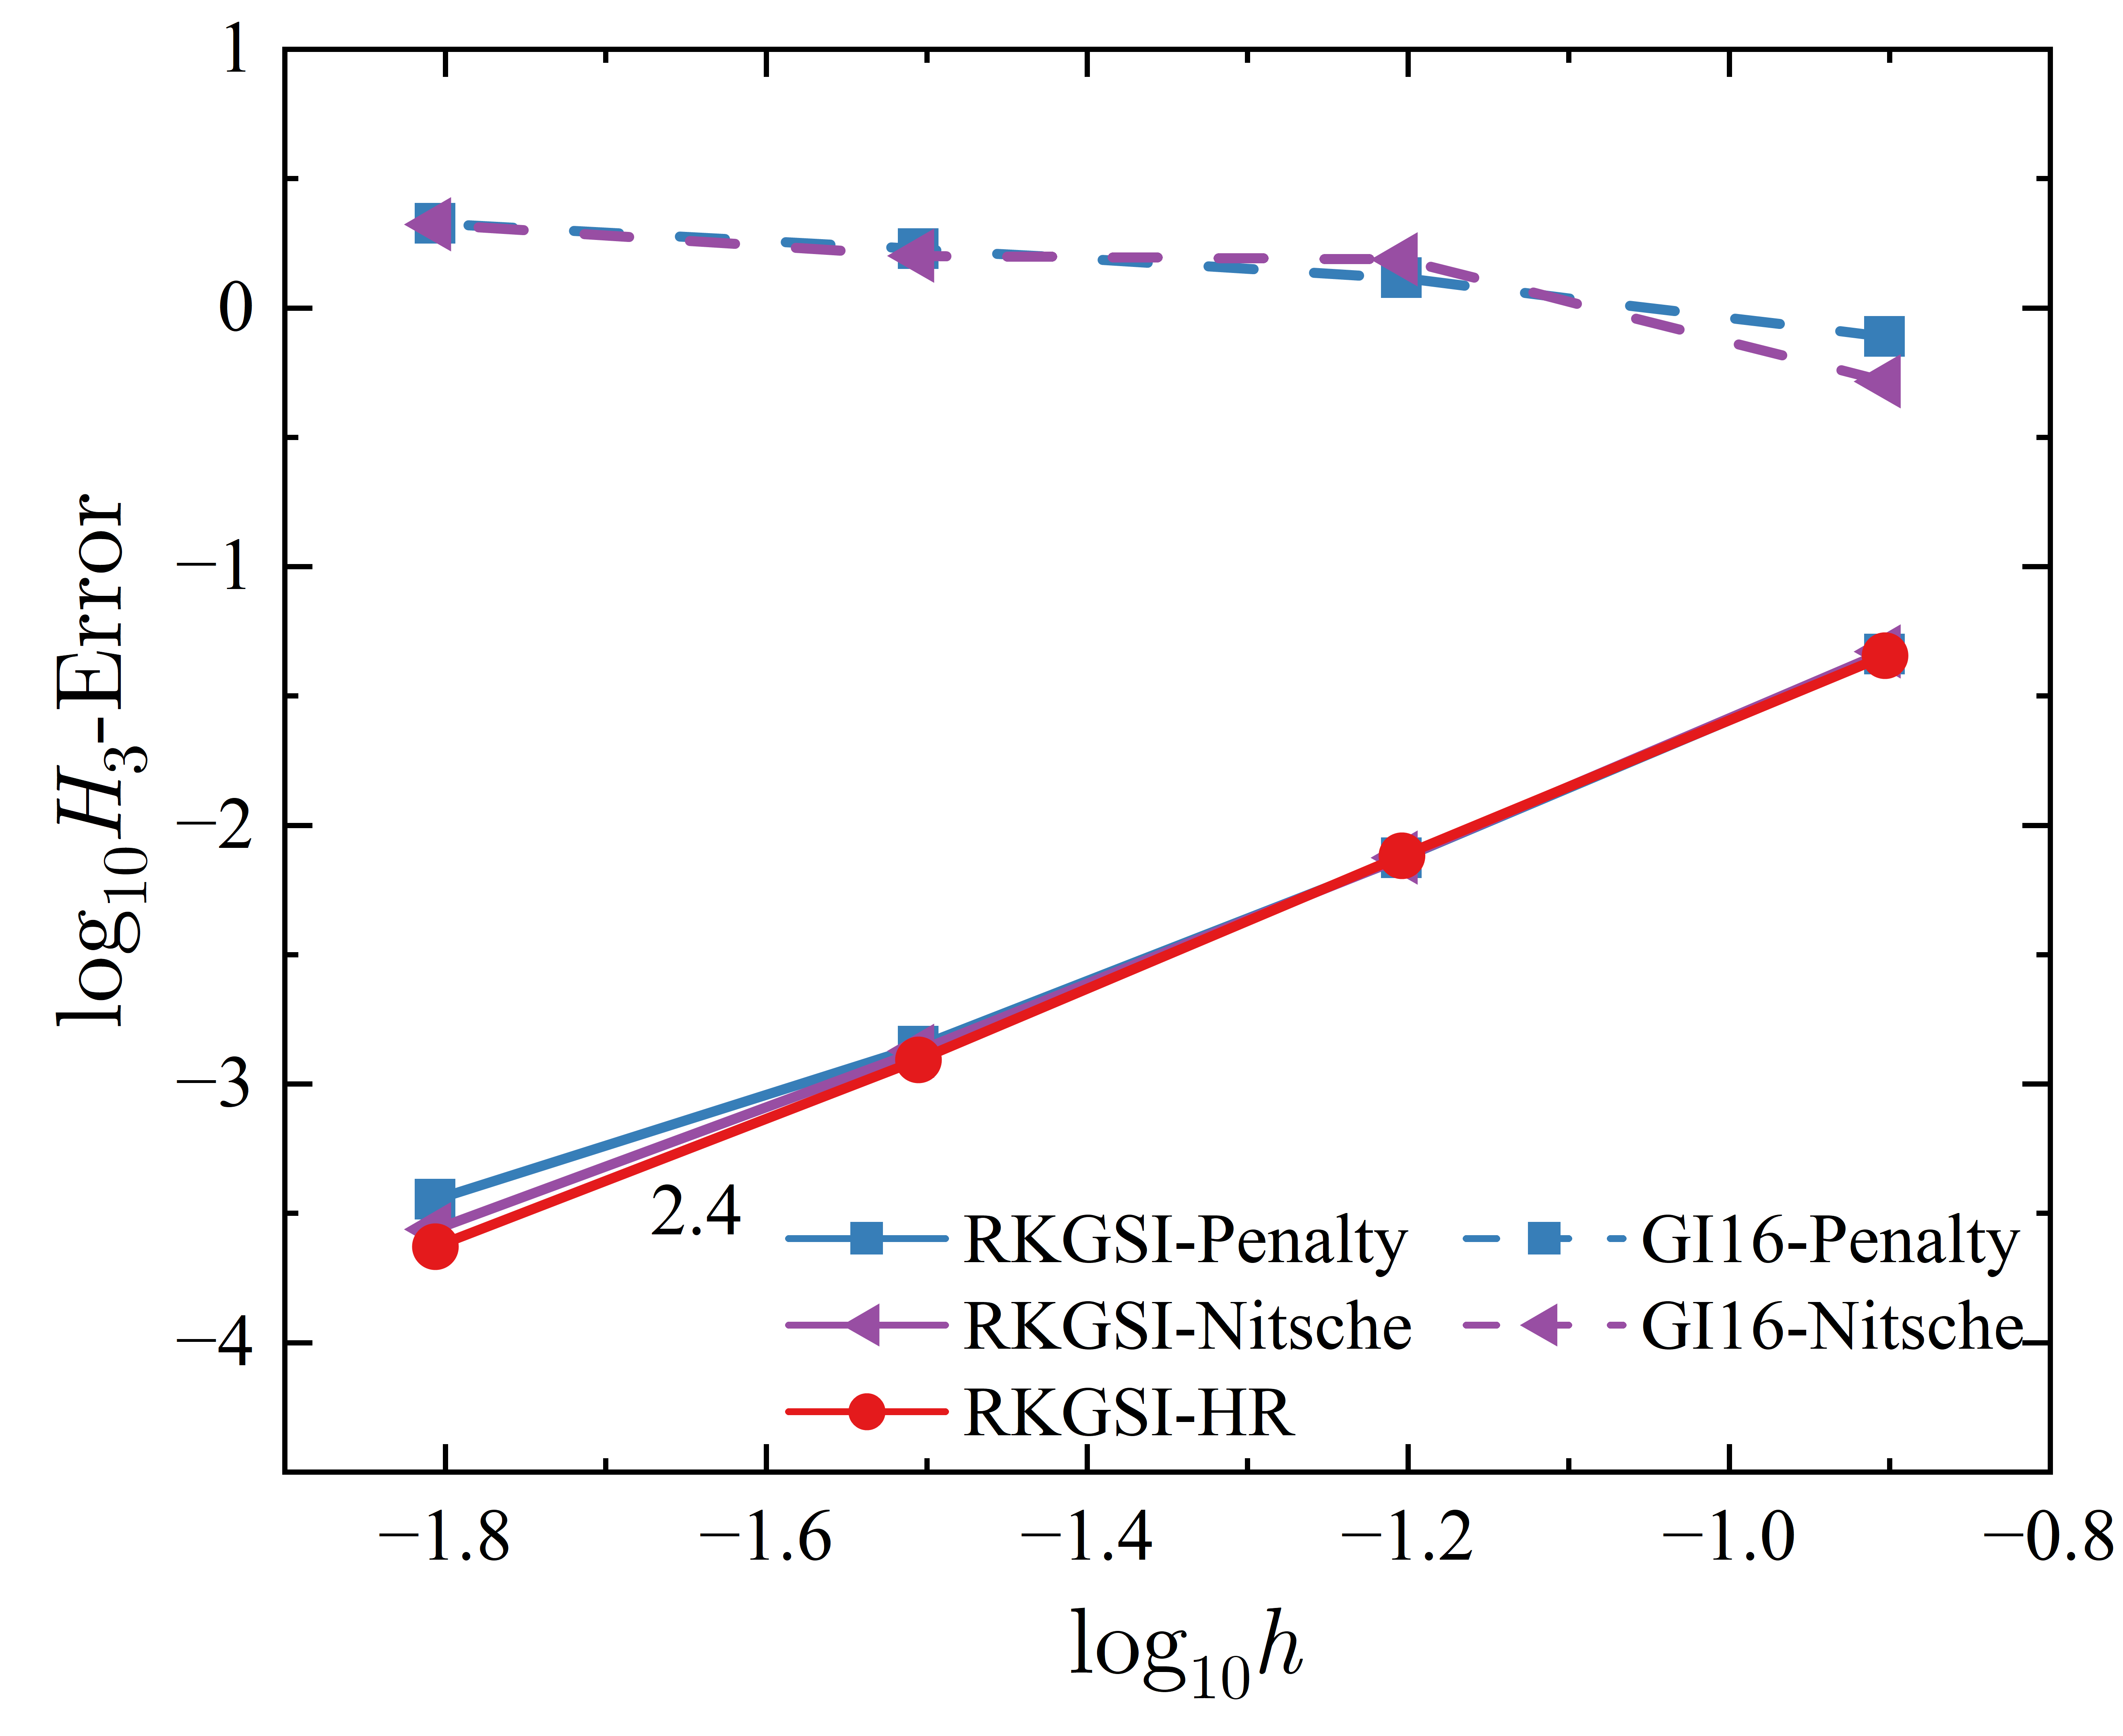 1
0
−1
−2
−3
−4
log₁₀H₃-Error
2.4
RKGSI-Penalty
GI16-Penalty
RKGSI-Nitsche
GI16-Nitsche
RKGSI-HR
−1.8 −1.6 −1.4 −1.2 −1.0 −0.8
log₁₀h